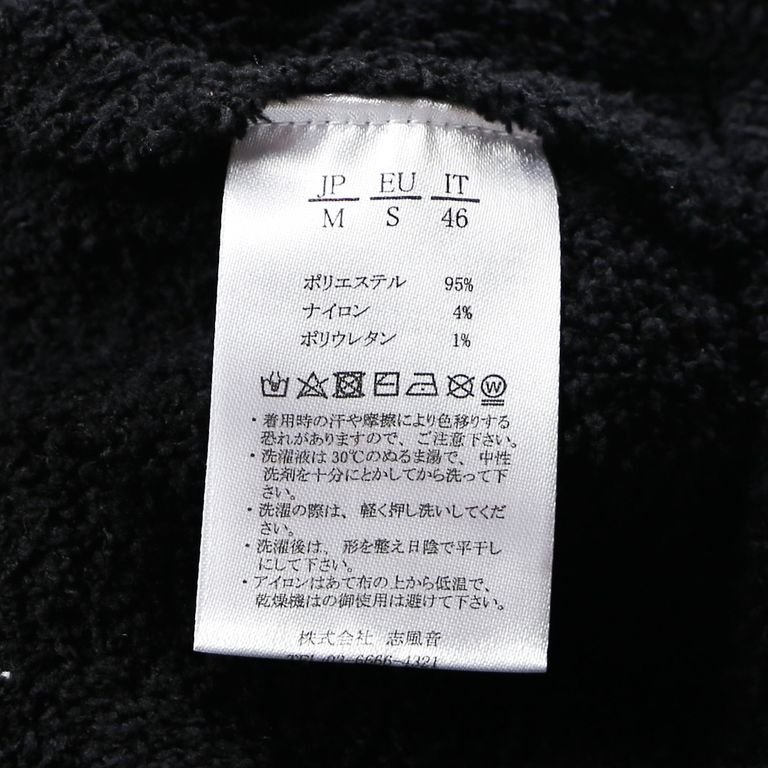 JP EU IT
M S 46
ポリエステル 95%
ナイロン 4%
ポリウレタン 1%
W
・着用時の汗や摩擦により色移りする
恐れがありますので、ご注意下さい。
・洗濯液は30℃のぬるま湯で、中性
洗剤を十分にとかしてから洗って下
さい。
・洗濯の際は、軽く押し洗いしてくだ
さい。
・洗濯後は、形を整え日陰で平干し
にして下さい。
・アイロンはあて布の上から低温で、
乾燥機はの御使用は避けて下さい。
株式会社 志風音
TEL 03-6666-4321